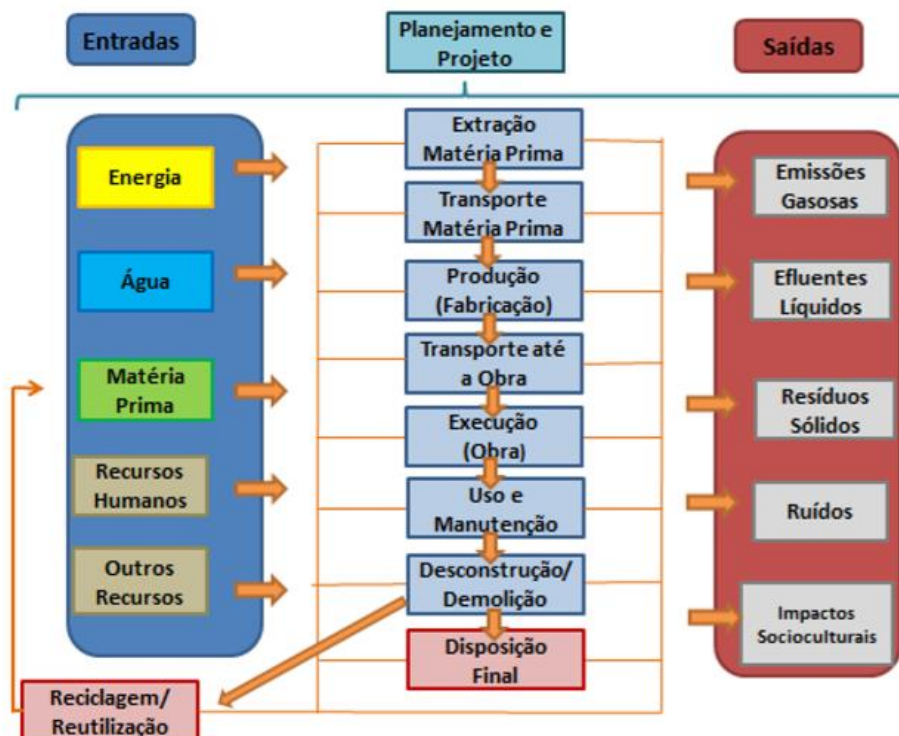 Entradas
Planejamento e
Projeto
Saídas
Energia
Água
Matéria
Prima
Recursos
Humanos
Outros
Recursos
Reciclagem/
Reutilização
Extração
Matéria Prima
Transporte
Matéria Prima
Produção
(Fabricação)
Transporte até
a Obra
Execução
(Obra)
Uso e
Manutenção
Desconstrução/
Demolição
Disposição
Final
Emissões
Gasosas
Efluentes
Líquidos
Resíduos
Sólidos
Ruídos
Impactos
Socioculturais